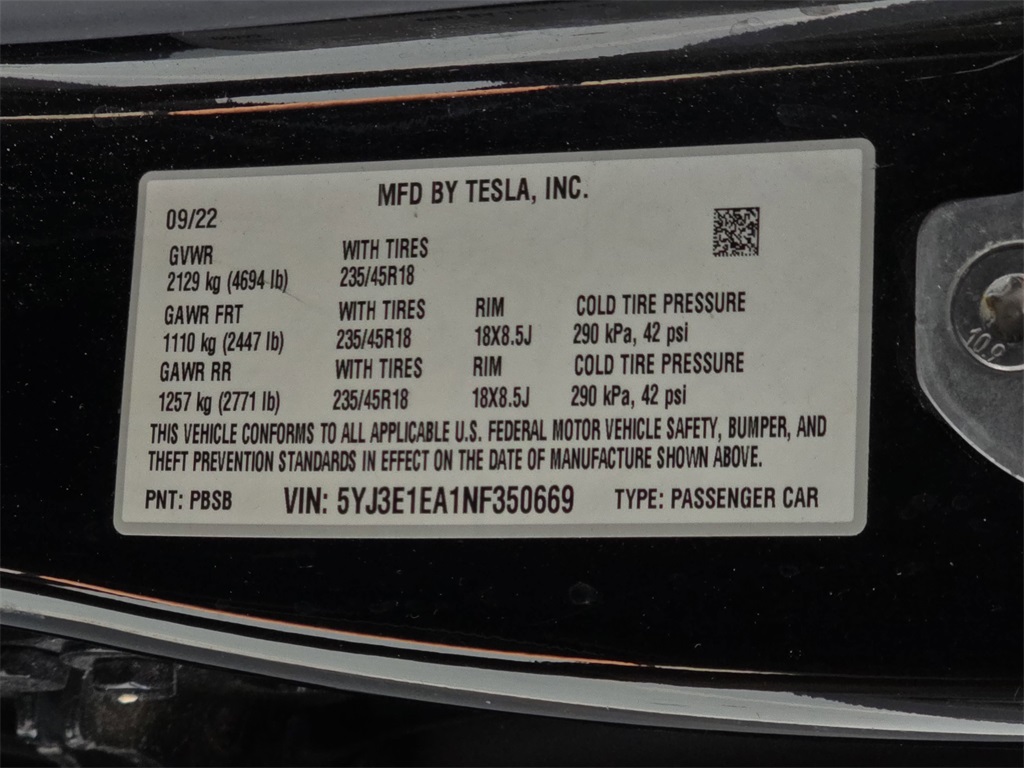 MFD BY TESLA, INC.
09/22
GVWR WITH TIRES
2129 kg (4694 lb) 235/45R18
GAWR FRT WITH TIRES RIM COLD TIRE PRESSURE
1110 kg (2447 lb) 235/45R18 18X8.5J 290 kPa, 42 psi
GAWR RR WITH TIRES RIM COLD TIRE PRESSURE
1257 kg (2771 lb) 235/45R18 18X8.5J 290 kPa, 42 psi
THIS VEHICLE CONFORMS TO ALL APPLICABLE U.S. FEDERAL MOTOR VEHICLE SAFETY, BUMPER, AND
THEFT PREVENTION STANDARDS IN EFFECT ON THE DATE OF MANUFACTURE SHOWN ABOVE.
PNT: PBSB VIN: 5YJ3E1EA1NF350669 TYPE: PASSENGER CAR
10.9